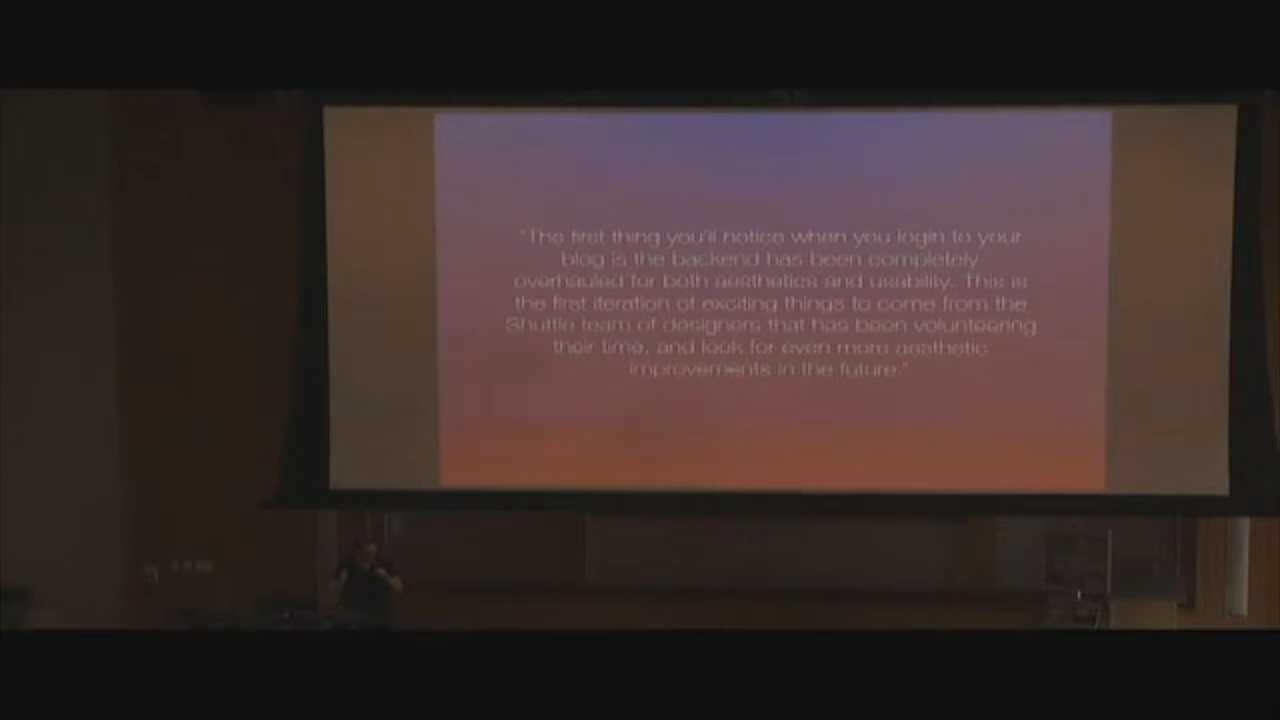 "The first thing you'll notice when you login to your
blog is the backend has been completely
overhauled for both aesthetics and usability. This is
the first iteration of exciting things to come from the
Shuttle team of designers that has been volunteering
their time, and look for even more aesthetic
improvements in the future."